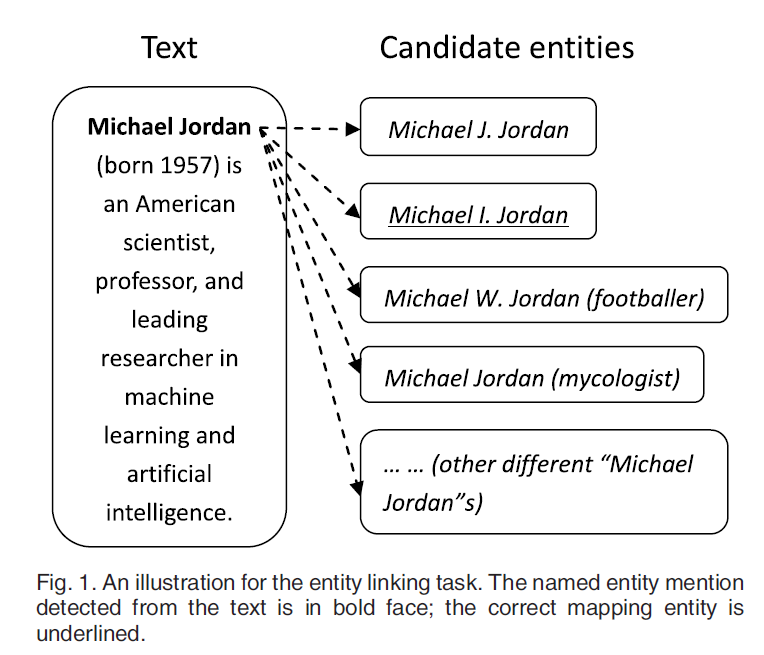 Text
Candidate entities
Michael Jordan
(born 1957) is
an American
scientist,
professor, and
leading
researcher in
machine
learning and
artificial
intelligence.
Michael J. Jordan
Michael I. Jordan
Michael W. Jordan (footballer)
Michael Jordan (mycologist)
… … (other different “Michael
Jordan”s)
Fig. 1. An illustration for the entity linking task. The named entity mention
detected from the text is in bold face; the correct mapping entity is
underlined.